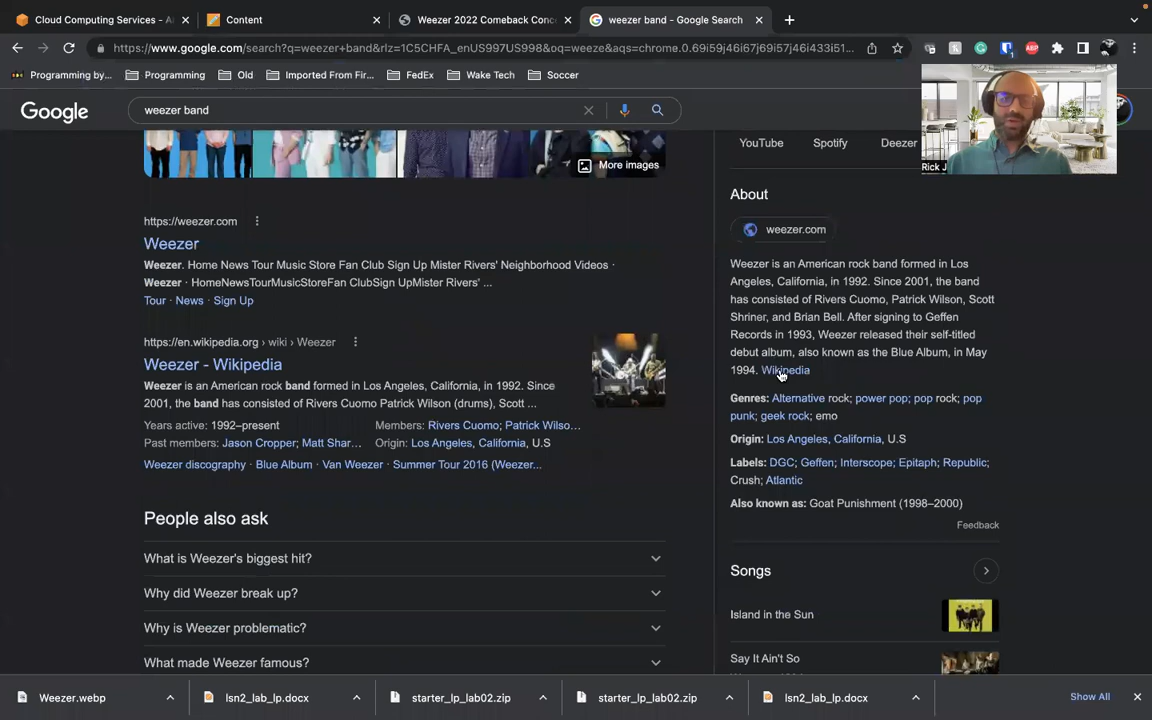 Cloud Computing Services - A
Content
Weezer 2022 Comeback Conc
weezer band - Google Search
https://www.google.com/search?q=weezer+band&rlz=1C5CHFA_enUS997US998&oq=weeze&aqs=chrome.0.69i59j46i67j69i57j46i433i51...
Programming by...
Programming
Old
Imported From Fir...
FedEx
Wake Tech
Soccer
Google
weezer band
Rick J
More images
https://weezer.com
Weezer
Weezer. Home News Tour Music Store Fan Club Sign Up Mister Rivers' Neighborhood Videos ·
Weezer · HomeNewsTourMusicStoreFan ClubSign UpMister Rivers' ...
Tour · News · Sign Up
https://en.wikipedia.org › wiki › Weezer
Weezer - Wikipedia
Weezer is an American rock band formed in Los Angeles, California, in 1992. Since
2001, the band has consisted of Rivers Cuomo Patrick Wilson (drums), Scott ...
Years active: 1992–present
Members: Rivers Cuomo; Patrick Wilso...
Past members: Jason Cropper; Matt Shar...
Origin: Los Angeles, California, U.S
Weezer discography · Blue Album · Van Weezer · Summer Tour 2016 (Weezer...
People also ask
What is Weezer's biggest hit?
Why did Weezer break up?
Why is Weezer problematic?
What made Weezer famous?
YouTube
Spotify
Deezer
About
weezer.com
Weezer is an American rock band formed in Los
Angeles, California, in 1992. Since 2001, the band
has consisted of Rivers Cuomo, Patrick Wilson, Scott
Shriner, and Brian Bell. After signing to Geffen
Records in 1993, Weezer released their self-titled
debut album, also known as the Blue Album, in May
1994. Wikipedia
Genres: Alternative rock; power pop; pop rock; pop
punk; geek rock; emo
Origin: Los Angeles, California, U.S
Labels: DGC; Geffen; Interscope; Epitaph; Republic;
Crush; Atlantic
Also known as: Goat Punishment (1998–2000)
Feedback
Songs
Island in the Sun
Say It Ain't So
Weezer.webp
lsn2_lab_lp.docx
starter_lp_lab02.zip
starter_lp_lab02.zip
lsn2_lab_lp.docx
Show All